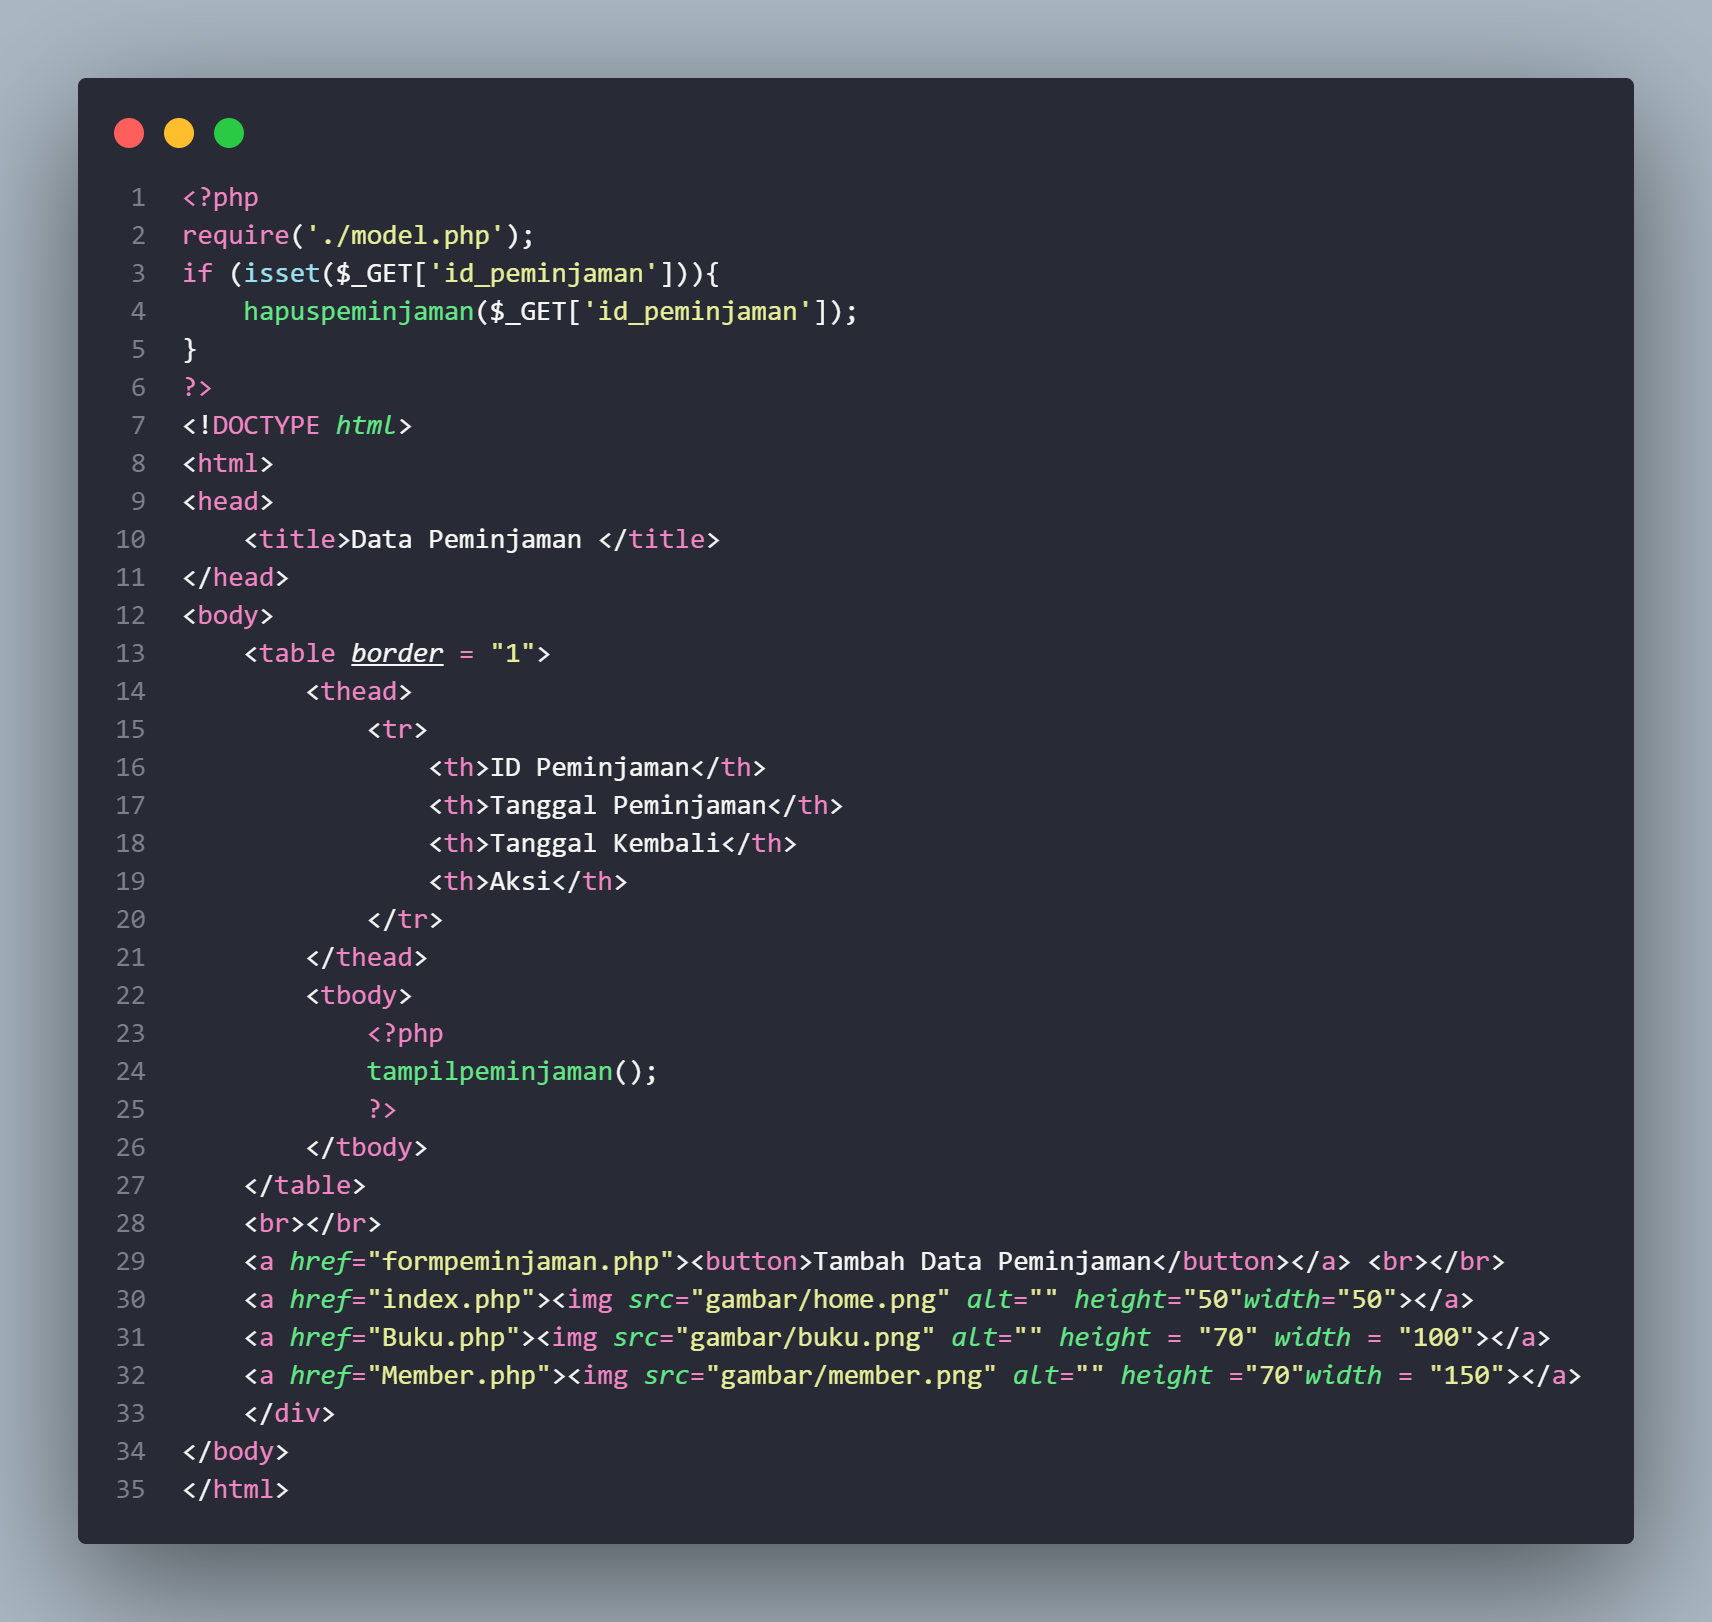 1 <?php
2 require('./model.php');
3 if (isset($_GET['id_peminjaman'])){
4     hapuspeminjaman($_GET['id_peminjaman']);
5 }
6 ?>
7 <!DOCTYPE html>
8 <html>
9 <head>
10     <title>Data Peminjaman </title>
11 </head>
12 <body>
13     <table border = "1">
14         <thead>
15             <tr>
16                 <th>ID Peminjaman</th>
17                 <th>Tanggal Peminjaman</th>
18                 <th>Tanggal Kembali</th>
19                 <th>Aksi</th>
20             </tr>
21         </thead>
22         <tbody>
23             <?php
24             tampilpeminjaman();
25             ?>
26         </tbody>
27     </table>
28     <br></br>
29     <a href="formpeminjaman.php"><button>Tambah Data Peminjaman</button></a> <br></br>
30     <a href="index.php"><img src="gambar/home.png" alt="" height="50"width="50"></a>
31     <a href="Buku.php"><img src="gambar/buku.png" alt="" height = "70" width = "100"></a>
32     <a href="Member.php"><img src="gambar/member.png" alt="" height ="70"width = "150"></a>
33     </div>
34 </body>
35 </html>